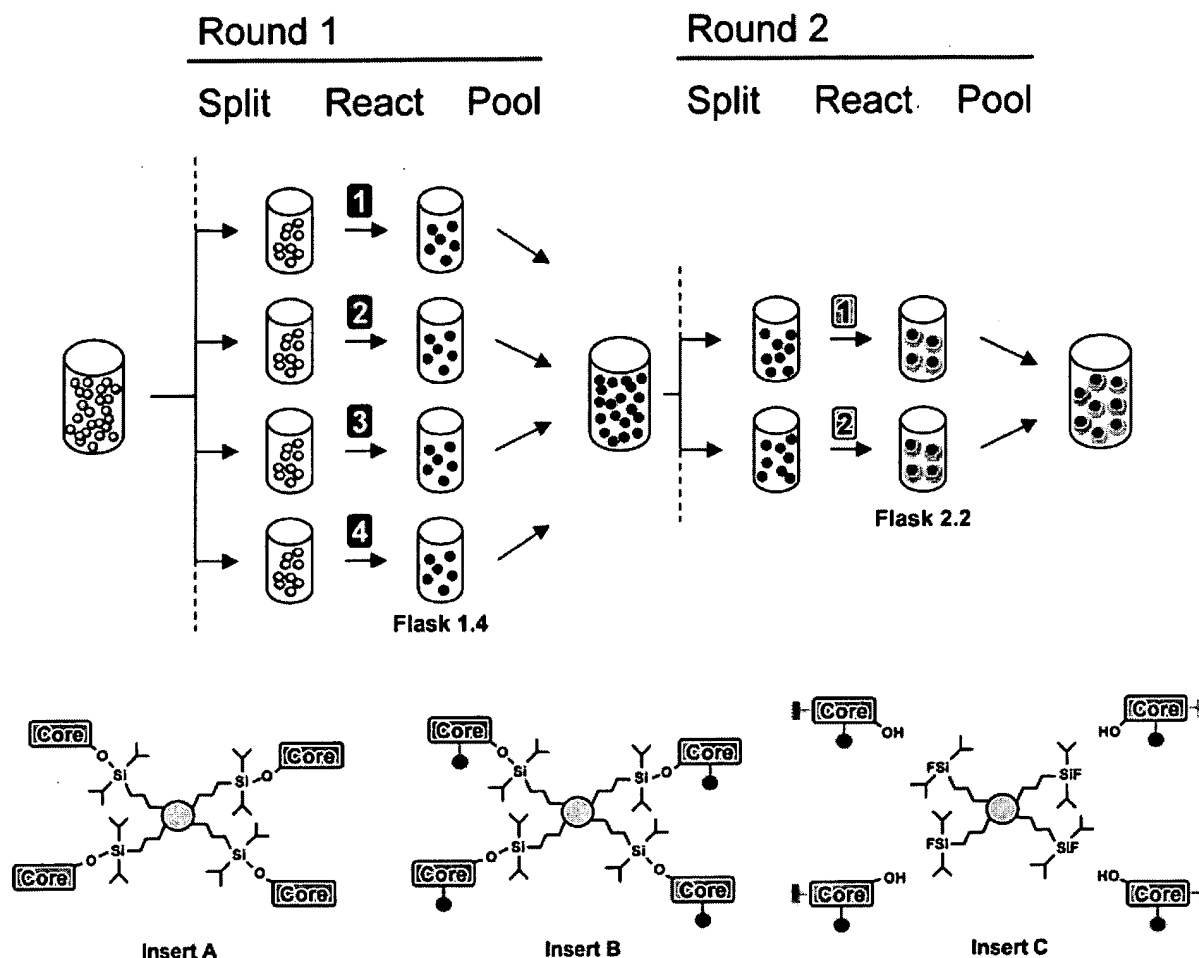 Round 1 Round 2
Split React Pool Split React Pool
1
2 1
3 2
Flask 2.2
4
Flask 1.4
Core Core Core Core Core Core
O Si Si O O Si Si O OH HO
FSi SiF
Core Si Si Core Si Si FSi SiF
O O O O OH HO
Core Core Core Core Core
Insert A Insert B Insert C